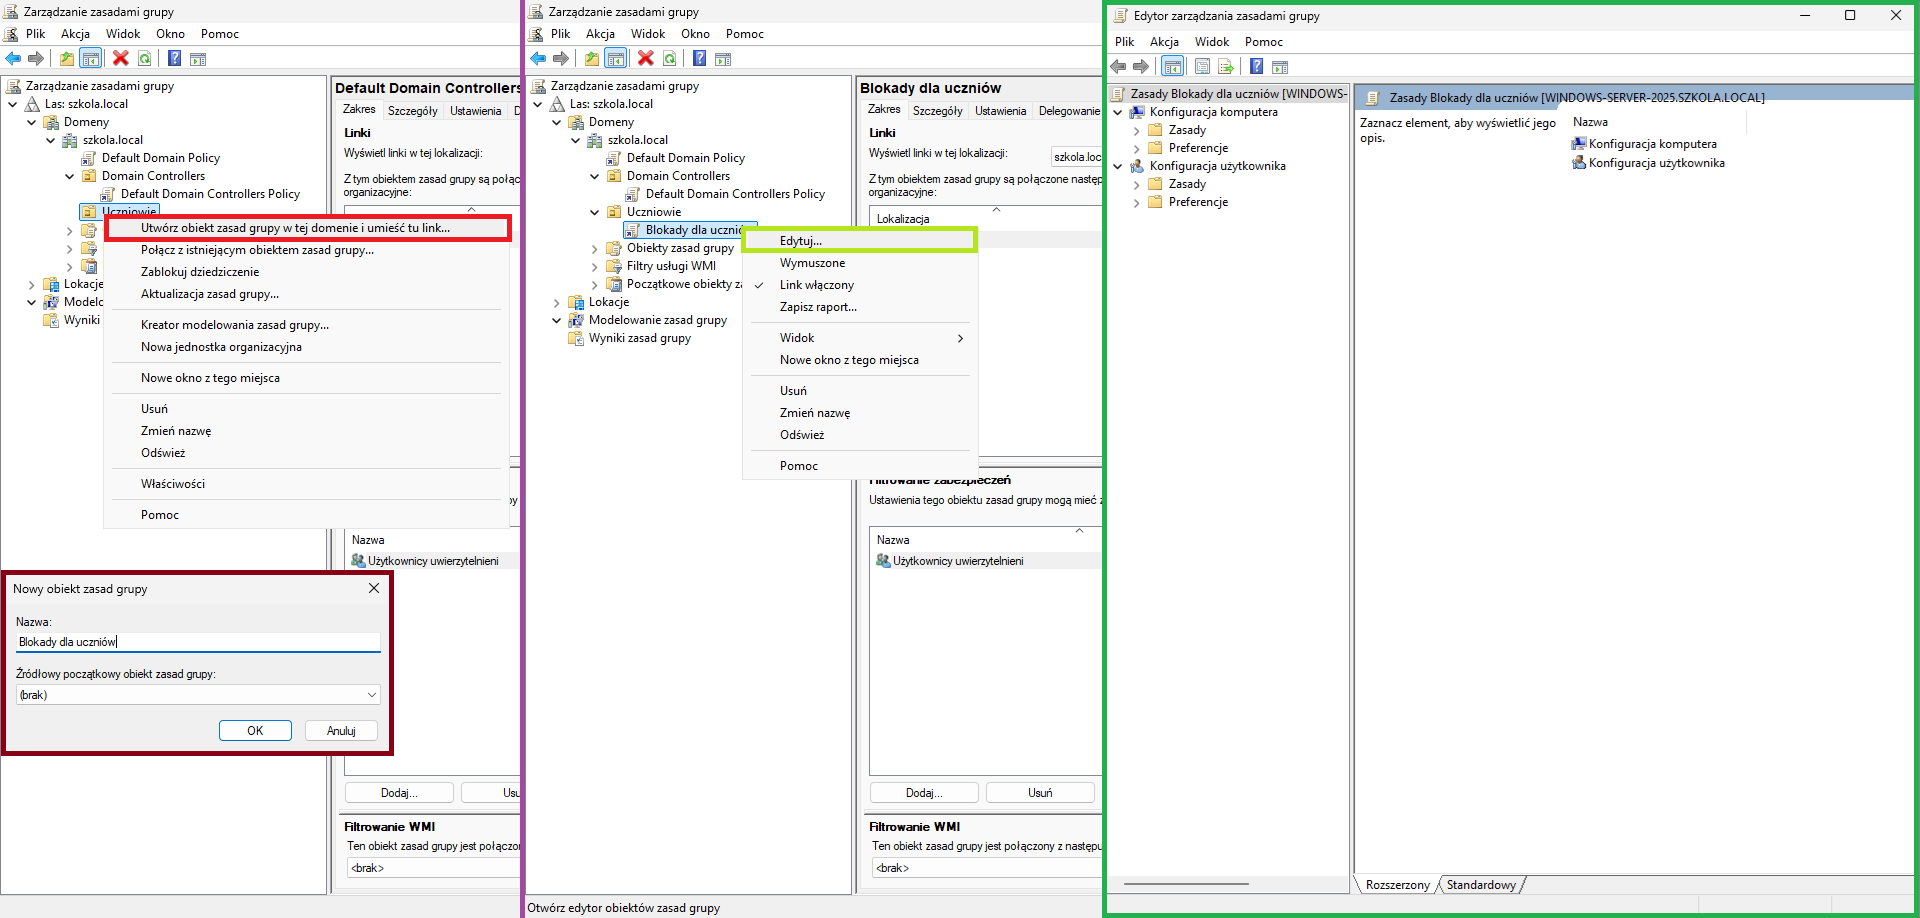 Zarządzanie zasadami grupy
Plik Akcja Widok Okno Pomoc
Zarządzanie zasadami grupy
Las: szkola.local
Domeny
szkola.local
Default Domain Policy
Domain Controllers
Default Domain Controllers Policy
Uczniowie
Lokacje
Wyniki
Utwórz obiekt zasad grupy w tej domenie i umieść tu link...
Połącz z istniejącym obiektem zasad grupy...
Zablokuj dziedziczenie
Aktualizacja zasad grupy...
Kreator modelowania zasad grupy...
Nowa jednostka organizacyjna
Nowe okno z tego miejsca
Usuń
Zmień nazwę
Odśwież
Właściwości
Pomoc
Default Domain Controllers
Zakres Szczegóły Ustawienia D
Linki
Wyświetl linki w tej lokalizacji:
Z tym obiektem zasad grupy są połącz
organizacyjne:
Nazwa
Użytkownicy uwierzytelnieni
Dodaj... Usu
Filtrowanie WMI
Ten obiekt zasad grupy jest połączon
<brak>
Nowy obiekt zasad grupy
Nazwa:
Blokady dla uczniów
Źródłowy początkowy obiekt zasad grupy:
(brak)
OK Anuluj
Zarządzanie zasadami grupy
Plik Akcja Widok Okno Pomoc
Zarządzanie zasadami grupy
Las: szkola.local
Domeny
szkola.local
Default Domain Policy
Domain Controllers
Default Domain Controllers Policy
Uczniowie
Blokady dla ucznió
Obiekty zasad grupy
Filtry usługi WMI
Początkowe obiekty za
Lokacje
Modelowanie zasad grupy
Wyniki zasad grupy
Edytuj...
Wymuszone
Link włączony
Zapisz raport...
Widok
Nowe okno z tego miejsca
Usuń
Zmień nazwę
Odśwież
Pomoc
Blokady dla uczniów
Zakres Szczegóły Ustawienia Delegowanie
Linki
Wyświetl linki w tej lokalizacji: szkola.loc
Z tym obiektem zasad grupy są połączone następ
organizacyjne:
Lokalizacja
Filtrowanie zabezpieczeń
Ustawienia tego obiektu zasad grupy mogą mieć z
Nazwa
Użytkownicy uwierzytelnieni
Dodaj... Usuń
Filtrowanie WMI
Ten obiekt zasad grupy jest połączony z następu
<brak>
Otwórz edytor obiektów zasad grupy
Edytor zarządzania zasadami grupy
Plik Akcja Widok Pomoc
Zasady Blokady dla uczniów [WINDOWS-
Konfiguracja komputera
Zasady
Preferencje
Konfiguracja użytkownika
Zasady
Preferencje
Zasady Blokady dla uczniów [WINDOWS-SERVER-2025.SZKOLA.LOCAL]
Zaznacz element, aby wyświetlić jego
opis.
Nazwa
Konfiguracja komputera
Konfiguracja użytkownika
Rozszerzony Standardowy